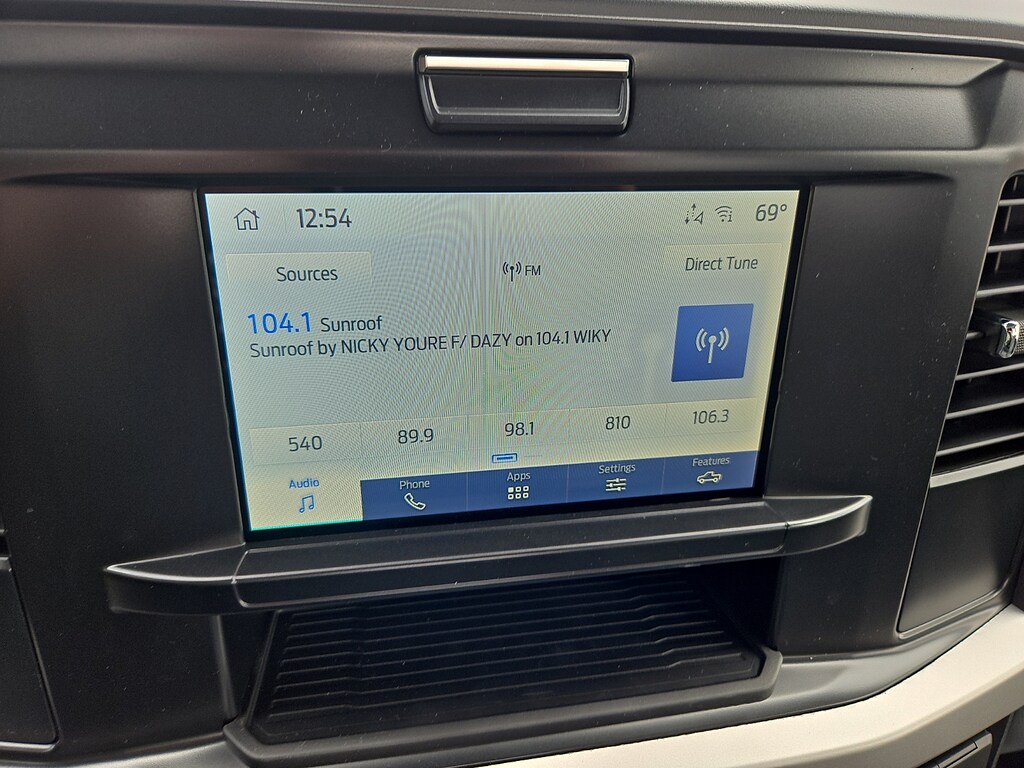 12:54
69°
Sources
FM
Direct Tune
104.1 Sunroof
Sunroof by NICKY YOURE F/ DAZY on 104.1 WIKY
540 89.9 98.1 810 106.3
Audio Phone Apps Settings Features